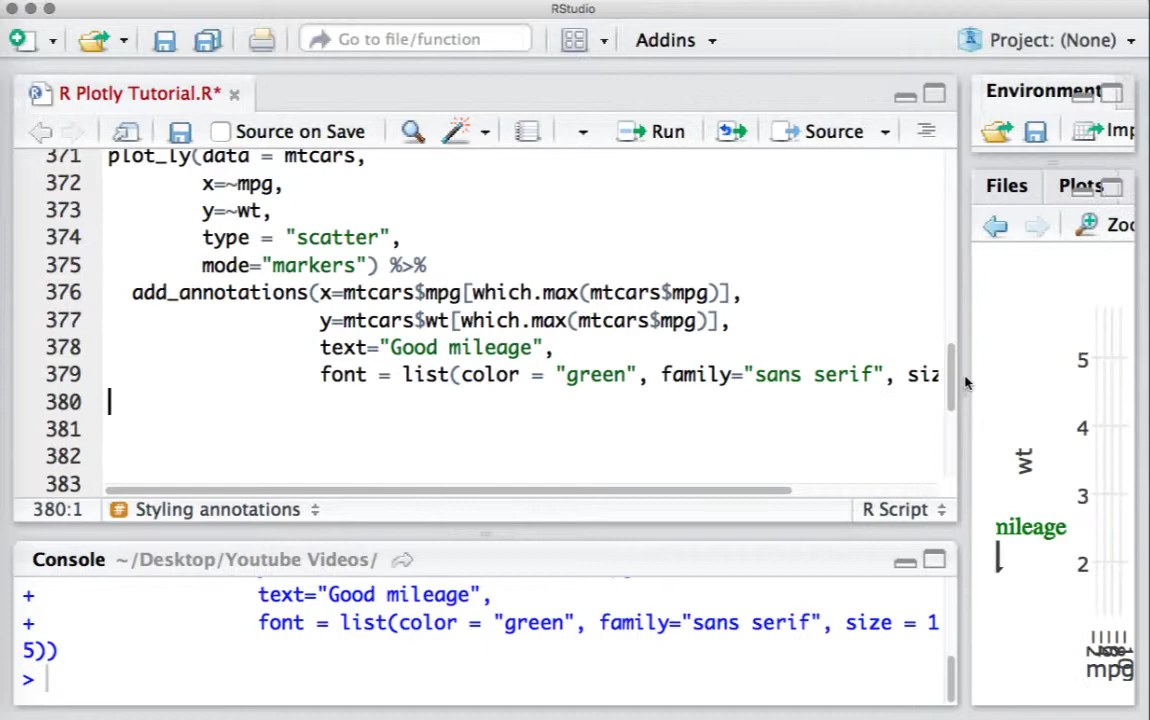 RStudio
Go to file/function
Addins
Project: (None)
R Plotly Tutorial.R*
Environment
Source on Save
Run
Source
Imp
371 plot_ly(data = mtcars,
372 x=~mpg,
373 y=~wt,
374 type = "scatter",
375 mode="markers") %>%
376 add_annotations(x=mtcars$mpg[which.max(mtcars$mpg)],
377 y=mtcars$wt[which.max(mtcars$mpg)],
378 text="Good mileage",
379 font = list(color = "green", family="sans serif", siz
380
381
382
383
380:1 Styling annotations R Script
Files Plots
Zoo
5
4
wt
3
nileage
2
mpg
Console ~/Desktop/Youtube Videos/
+ text="Good mileage",
+ font = list(color = "green", family="sans serif", size = 1
5))
>